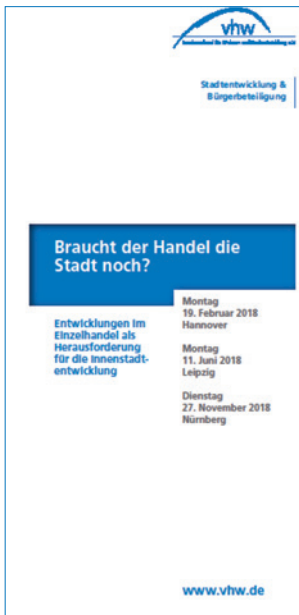 vhw
Stadtentwicklung &
Bürgerbeteiligung
Braucht der Handel die
Stadt noch?
Montag
19. Februar 2018
Hannover
Entwicklungen im
Einzelhandel als
Herausforderung
für die Innenstadt-
entwicklung
Montag
11. Juni 2018
Leipzig
Dienstag
27. November 2018
Nürnberg
www.vhw.de